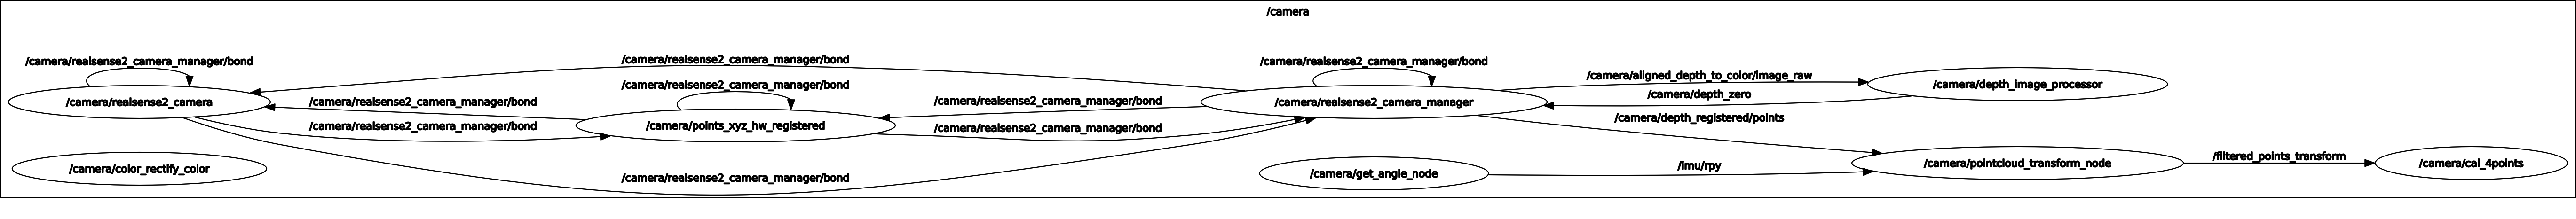 /camera
/camera/realsense2_camera_manager/bond
/camera/realsense2_camera
/camera/color_rectify_color
/camera/realsense2_camera_manager/bond
/camera/realsense2_camera_manager/bond
/camera/realsense2_camera_manager/bond
/camera/realsense2_camera_manager/bond
/camera/points_xyz_hw_registered
/camera/realsense2_camera_manager/bond
/camera/realsense2_camera_manager/bond
/camera/realsense2_camera_manager/bond
/camera/realsense2_camera_manager/bond
/camera/realsense2_camera_manager
/camera/get_angle_node
/camera/aligned_depth_to_color/image_raw
/camera/depth_zero
/camera/depth_registered/points
/imu/rpy
/camera/depth_image_processor
/camera/pointcloud_transform_node
/filtered_points_transform
/camera/cal_4points